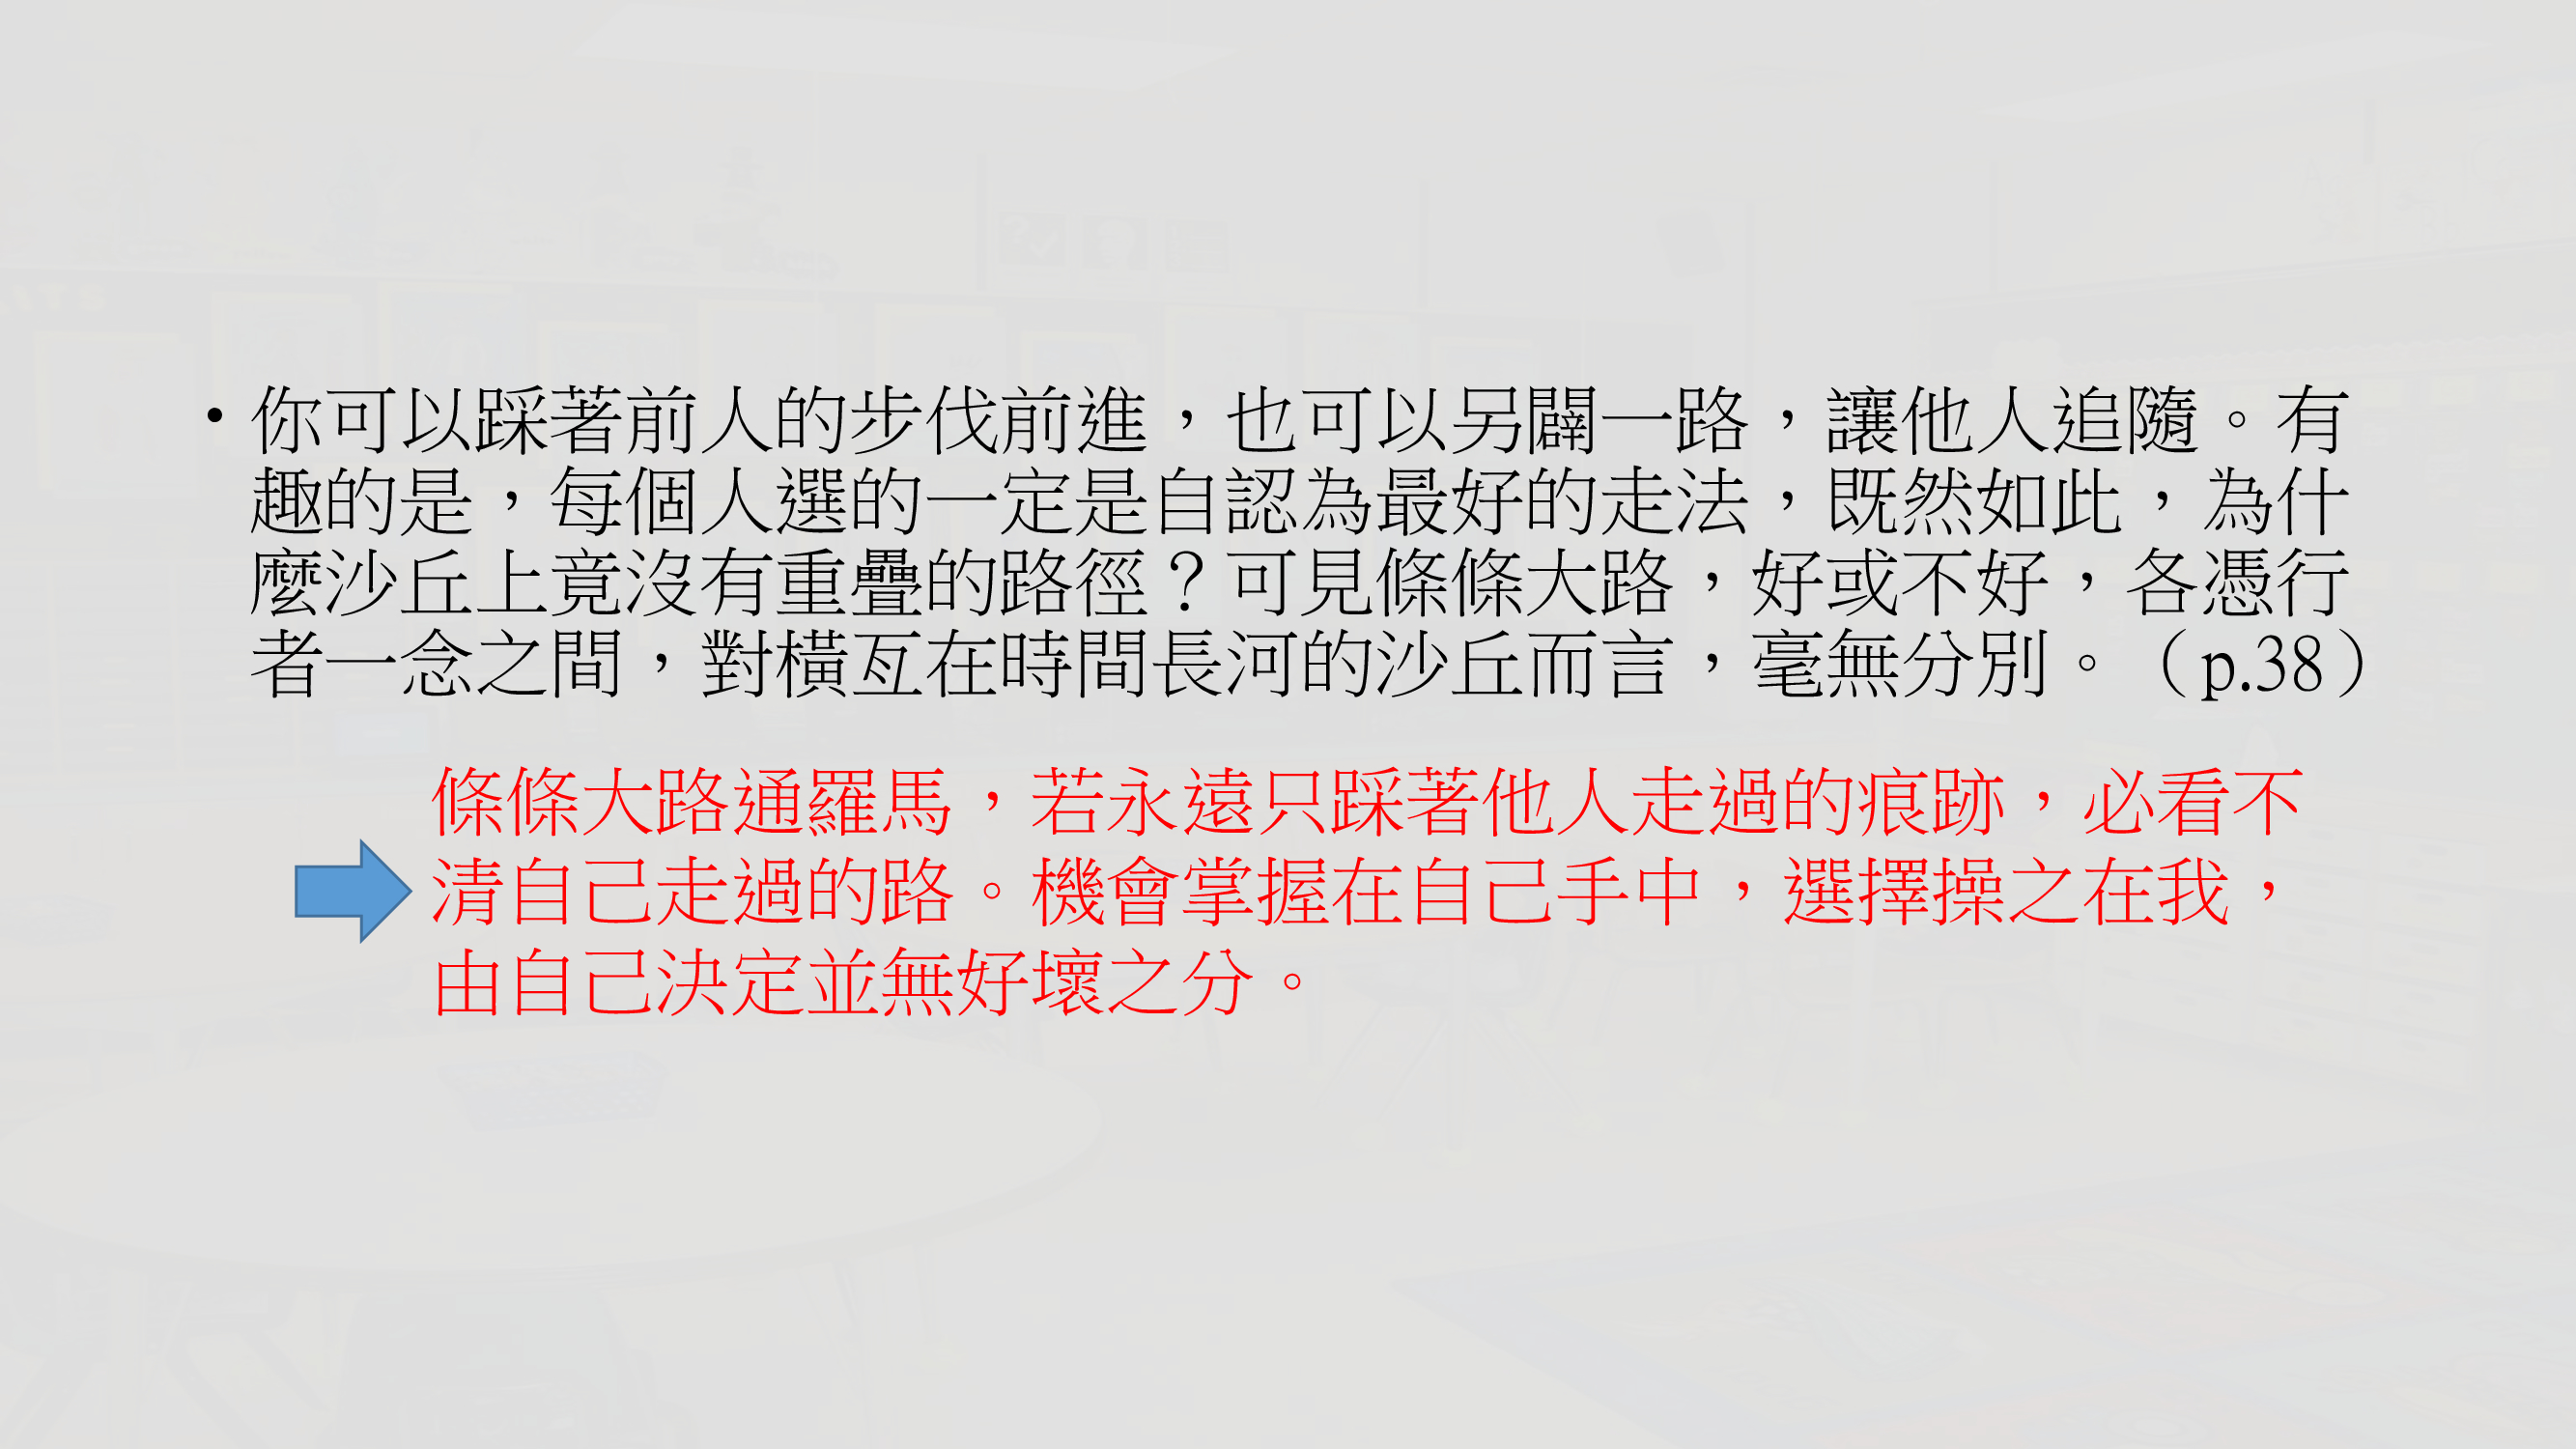 • 你可以踩著前人的步伐前進，也可以另闢一路，讓他人追隨。有
趣的是，每個人選的一定是自認為最好的走法，既然如此，為什
麼沙丘上竟沒有重疊的路徑？可見條條大路，好或不好，各憑行
者一念之間，對橫亙在時間長河的沙丘而言，毫無分別。（p.38）
條條大路通羅馬，若永遠只踩著他人走過的痕跡，必看不
清自己走過的路。機會掌握在自己手中，選擇操之在我，
由自己決定並無好壞之分。